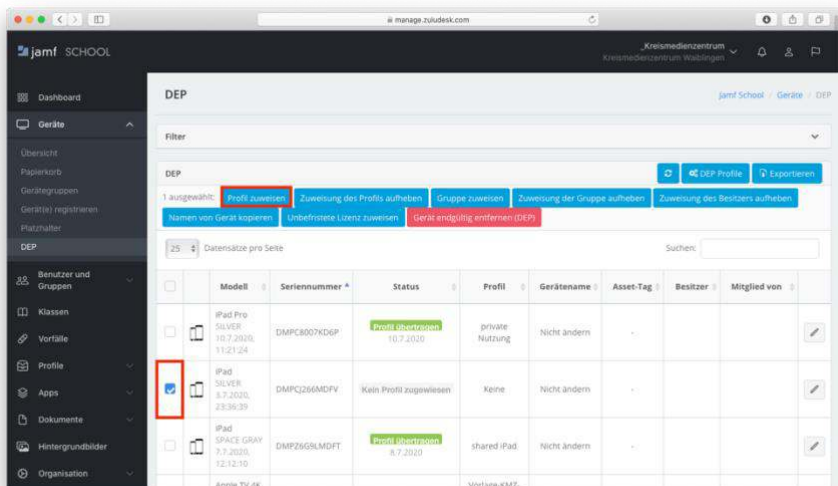 manage.zuludesk.com
jamf SCHOOL
_Kreismedienzentrum
Kreismedienzentrum Waiblingen
Dashboard
Geräte
Übersicht
Papierkorb
Gerätegruppen
Gerät(e) registrieren
Platzhalter
DEP
Benutzer und
Gruppen
Klassen
Vorfälle
Profile
Apps
Dokumente
Hintergrundbilder
Organisation
DEP
Jamf School / Geräte / DEP
Filter
DEP
DEP Profile
Exportieren
1 ausgewählt:
Profil zuweisen
Zuweisung des Profils aufheben
Gruppe zuweisen
Zuweisung der Gruppe aufheben
Zuweisung des Besitzers aufheben
Namen von Gerät kopieren
Unbefristete Lizenz zuweisen
Gerät endgültig entfernen (DEP)
25 Datensätze pro Seite
Suchen:
Modell Seriennummer Status Profil Gerätename Asset-Tag Besitzer Mitglied von
iPad Pro
SILVER
10.7.2020,
11:21:24
DMPC8007KD6P
Profil übertragen
10.7.2020
private
Nutzung
Nicht ändern
-
iPad
SILVER
3.7.2020,
23:36:39
DMPCJ266MDFV
Kein Profil zugewiesen
Keine
Nicht ändern
-
iPad
SPACE GRAY
7.7.2020,
12:12:10
DMPZ6G9LMDFT
Profil übertragen
8.7.2020
shared iPad
Nicht ändern
-
Apple TV 4K
Vorlage-KMZ-